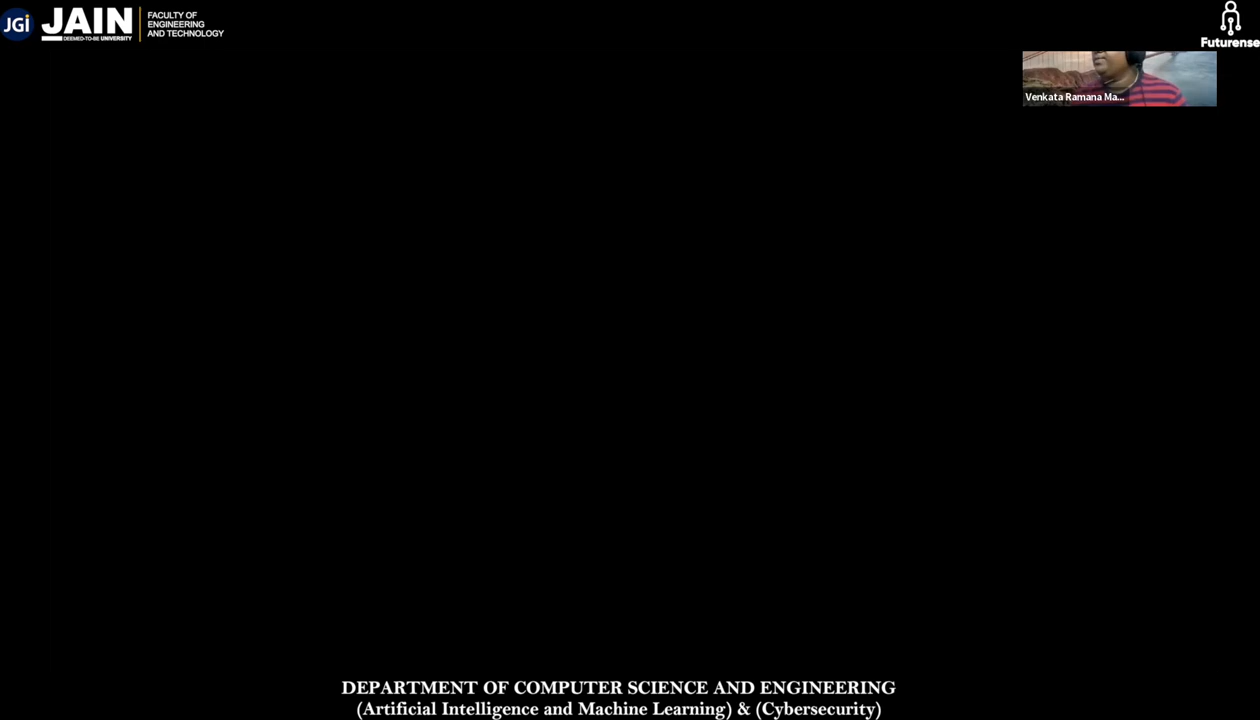 JGi
JAIN
DEEMED-TO-BE UNIVERSITY
FACULTY OF
ENGINEERING
AND TECHNOLOGY
Futurense
Venkata Ramana Ma...
DEPARTMENT OF COMPUTER SCIENCE AND ENGINEERING
(Artificial Intelligence and Machine Learning) & (Cybersecurity)